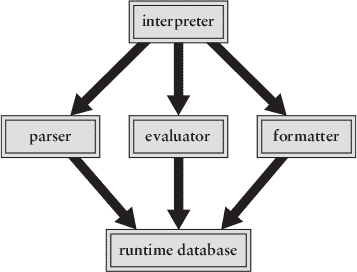 interpreter
parser
evaluator
formatter
runtime database